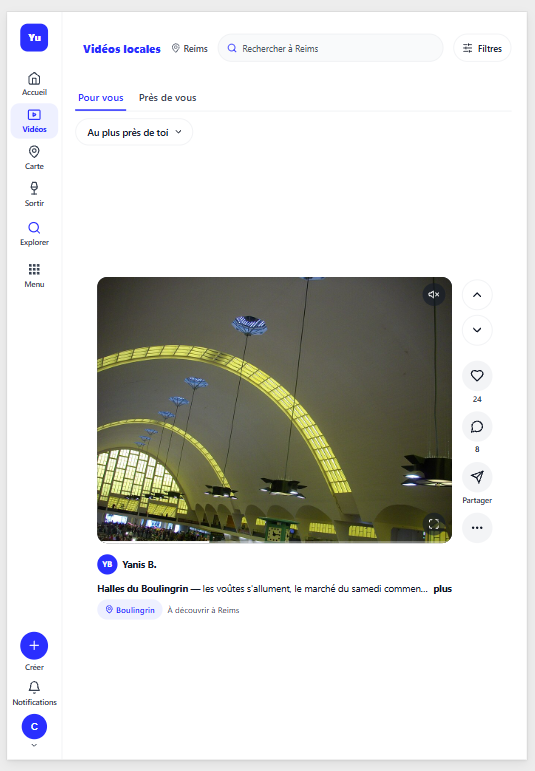 Yu
Accueil
Vidéos
Carte
Sortir
Explorer
Menu
Créer
Notifications
C
Vidéos locales
Reims
Rechercher à Reims
Filtres
Pour vous
Près de vous
Au plus près de toi
24
8
Partager
YB
Yanis B.
Halles du Boulingrin — les voûtes s'allument, le marché du samedi commen... plus
Boulingrin
À découvrir à Reims